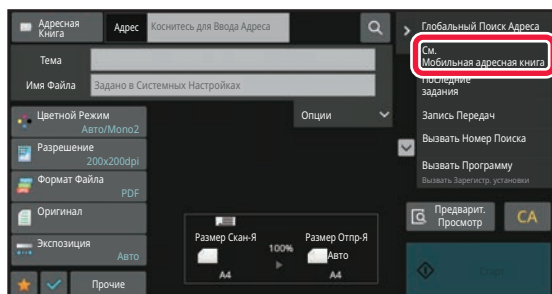 Адресная
Книга
Адрес
Коснитесь для Ввода Адреса
Тема
Имя Файла
Задано в Системных Настройках
Цветной Режим
Авто/Mono2
Разрешение
200x200dpi
Формат Файла
PDF
Оригинал
Экспозиция
Авто
Прочие
Опции
Размер Скан-Я
100%
Размер Отпр-Я
Авто
A4
A4
Глобальный Поиск Адреса
См.
Мобильная адресная книга
Последние
задания
Запись Передач
Вызвать Номер Поиска
Вызвать Программу
Вызвать Зарегистр. установки
Предварит.
Просмотр
CA
Старт